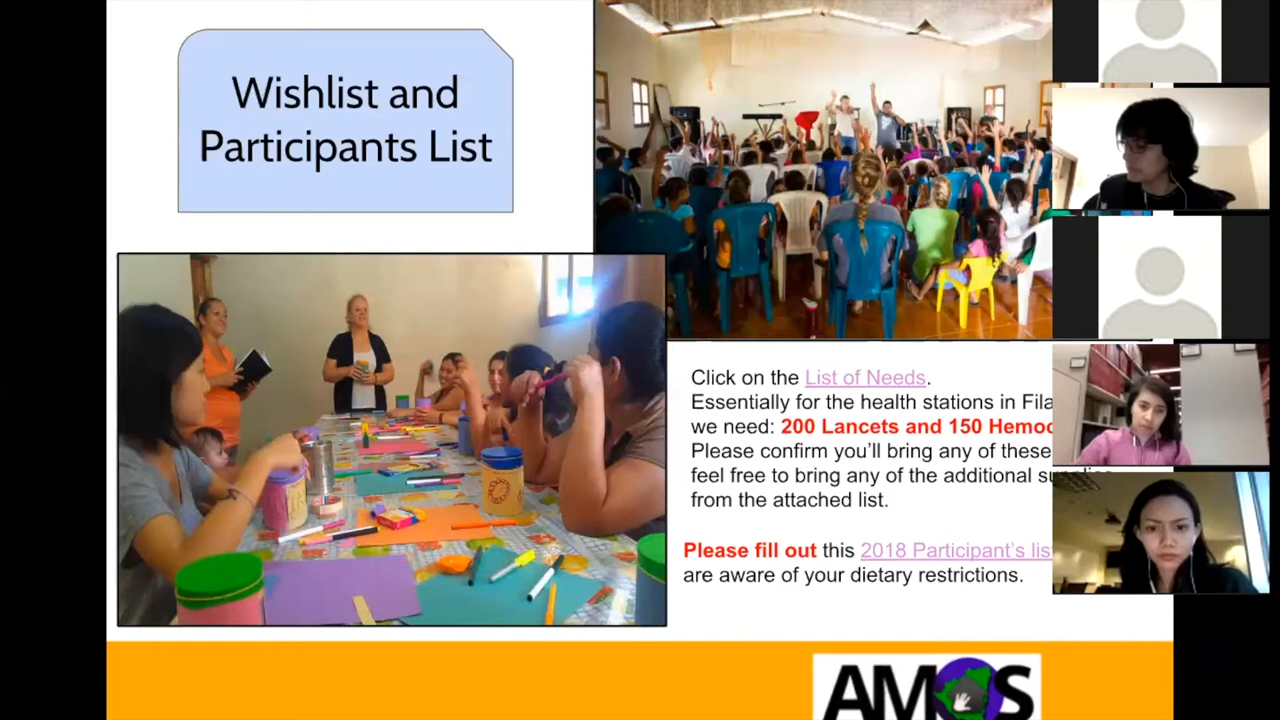 Wishlist and
Participants List
Click on the List of Needs.
Essentially for the health stations in Fila
we need: 200 Lancets and 150 Hemoc
Please confirm you'll bring any of these
feel free to bring any of the additional supplies
from the attached list.
Please fill out this 2018 Participant's lis
are aware of your dietary restrictions.
AMOS